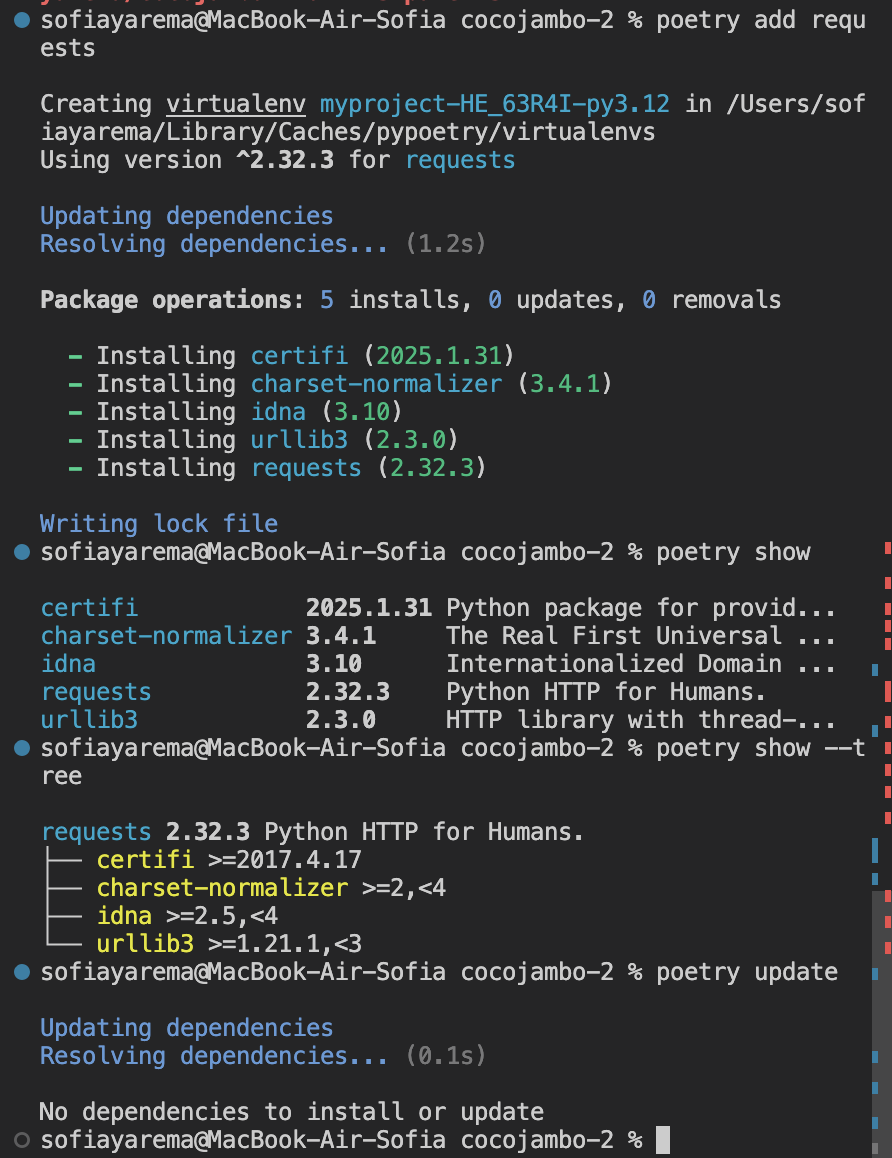 sofiayarema@MacBook-Air-Sofia cocojambo-2 % poetry add requ
ests
Creating virtualenv myproject-HE_63R4I-py3.12 in /Users/sof
iayarema/Library/Caches/pypoetry/virtualenvs
Using version ^2.32.3 for requests
Updating dependencies
Resolving dependencies... (1.2s)
Package operations: 5 installs, 0 updates, 0 removals
- Installing certifi (2025.1.31)
- Installing charset-normalizer (3.4.1)
- Installing idna (3.10)
- Installing urllib3 (2.3.0)
- Installing requests (2.32.3)
Writing lock file
sofiayarema@MacBook-Air-Sofia cocojambo-2 % poetry show
certifi 2025.1.31 Python package for provid...
charset-normalizer 3.4.1 The Real First Universal ...
idna 3.10 Internationalized Domain ...
requests 2.32.3 Python HTTP for Humans.
urllib3 2.3.0 HTTP library with thread-...
sofiayarema@MacBook-Air-Sofia cocojambo-2 % poetry show --t
ree
requests 2.32.3 Python HTTP for Humans.
├── certifi >=2017.4.17
├── charset-normalizer >=2,<4
├── idna >=2.5,<4
└── urllib3 >=1.21.1,<3
sofiayarema@MacBook-Air-Sofia cocojambo-2 % poetry update
Updating dependencies
Resolving dependencies... (0.1s)
No dependencies to install or update
sofiayarema@MacBook-Air-Sofia cocojambo-2 %